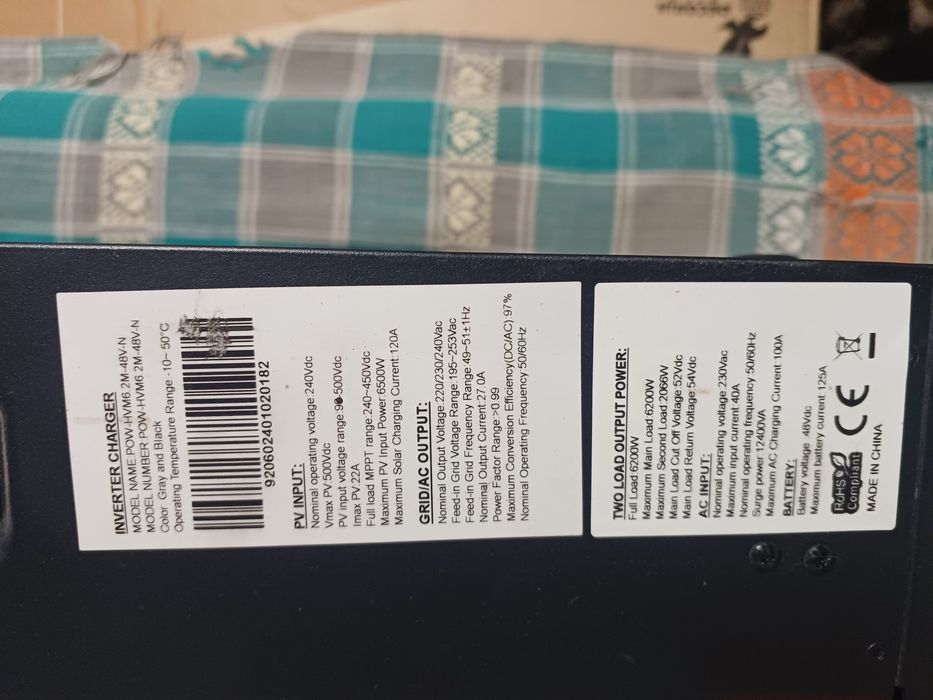 INVERTER CHARGER
MODEL NAME:POW-HVM6.2M-48V-N
MODEL NUMBER:POW-HVM6.2M-48V-N
Color :Gray and Black
Operating Temperature Range:-10~ 50°C
92060240102018​2
PV INPUT:
Nominal operating voltage:240Vdc
Vmax PV:500Vdc
PV input voltage range:90-500Vdc
Imax PV:22A
Full load MPPT range:240~450Vdc
Maximum PV Input Power:6500W
Maximum Solar Charging Current:120A
GRID/AC OUTPUT:
Nominal Output Voltage:220/230/240Vac
Feed-in Grid Voltage Range:195~253Vac
Feed-in Grid Frequency Range:49~51±1Hz
Nominal Output Current:27.0A
Power Factor Range:>0.99
Maximum Conversion Efficiency(DC/AC):97%
Nominal Operating Frequency:50/60Hz
TWO LOAD OUTPUT POWER:
Full Load:6200W
Maximum Main Load:6200W
Maximum Second Load:2066W
Main Load Cut Off Voltage:52Vdc
Main Load Return Voltage:54Vdc
AC INPUT:
Nominal operating voltage:230Vac
Maximum input current:40A
Nominal operating frequency:50/60Hz
Surge power:12400VA
Maximum AC Charging Current:100A
BATTERY:
Battery voltage :48Vdc
Maximum battery current :125A
RoHS
Compliant
CE
MADE IN CHINA